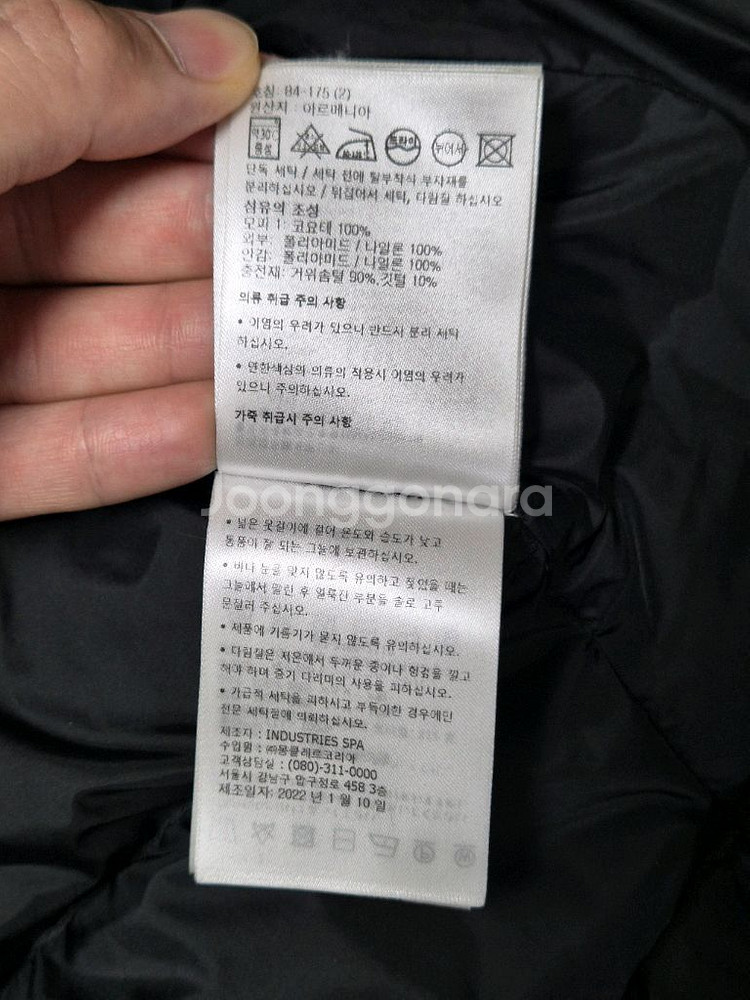 호칭: 84-175 (2)
원산지 : 아르메니아
약30℃
중성
드라이
뉘어서
단독 세탁 / 세탁 전에 탈부착식 부자재를
분리하십시오 / 뒤집어서 세탁, 다림질 하십시오
섬유의 조성
모피 1: 코요테 100%
외부: 폴리아미드 / 나일론 100%
안감: 폴리아미드 / 나일론 100%
충전재: 거위솜털 90%,깃털 10%
의류 취급 주의 사항
• 이염의 우려가 있으니 반드시 분리 세탁
하십시오.
• 연한색상의 의류의 착용시 이염의 우려가
있으니 주의하십시오.
가죽 취급시 주의 사항
Joonggonara
• 넓은 옷걸이에 걸어 온도와 습도가 낮고
통풍이 잘 되는 그늘에 보관하십시오.
• 비나 눈을 맞지 않도록 유의하고 젖었을 때는
그늘에서 말린 후 얼룩진 부분을 솔로 고루
문질러 주십시오.
• 제품에 기름기가 묻지 않도록 유의하십시오.
• 다림질은 저온에서 두꺼운 종이나 헝겊을 깔고
해야 하며 증기 다리미의 사용을 피하십시오.
• 가급적 세탁을 피하시고 부득이한 경우에만
전문 세탁점에 의뢰하십시오.
제조자 : INDUSTRIES SPA
수입원 : ㈜몽클레르코리아
고객상담실 : (080)-311-0000
서울시 강남구 압구정로 458 3층
제조일자: 2022 년 1 월 10 일